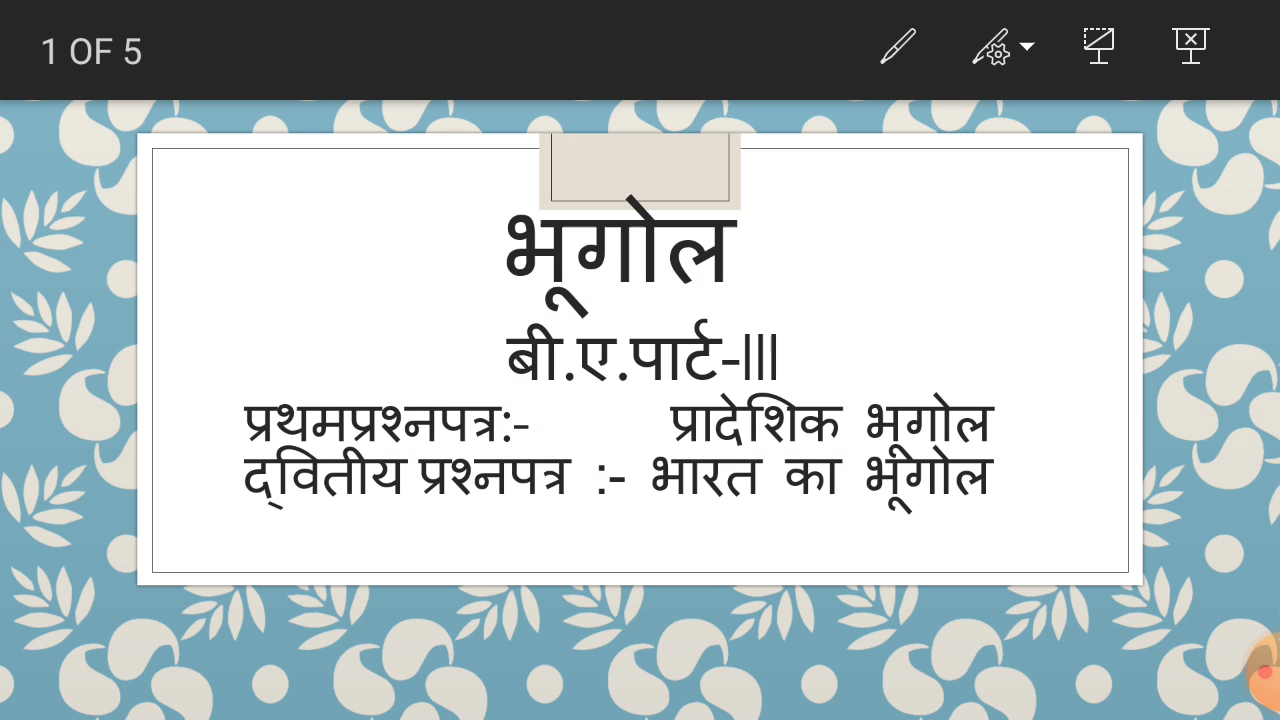 1 OF 5
भूगोल
बी.ए.पार्ट-III
प्रथमप्रश्नपत्र:- प्रादेशिक भूगोल
द्वितीय प्रश्नपत्र :- भारत का भूगोल